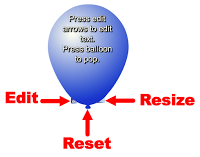 Press edit
arrows to edit
text.
Press balloon
to pop.
Edit
Resize
Reset